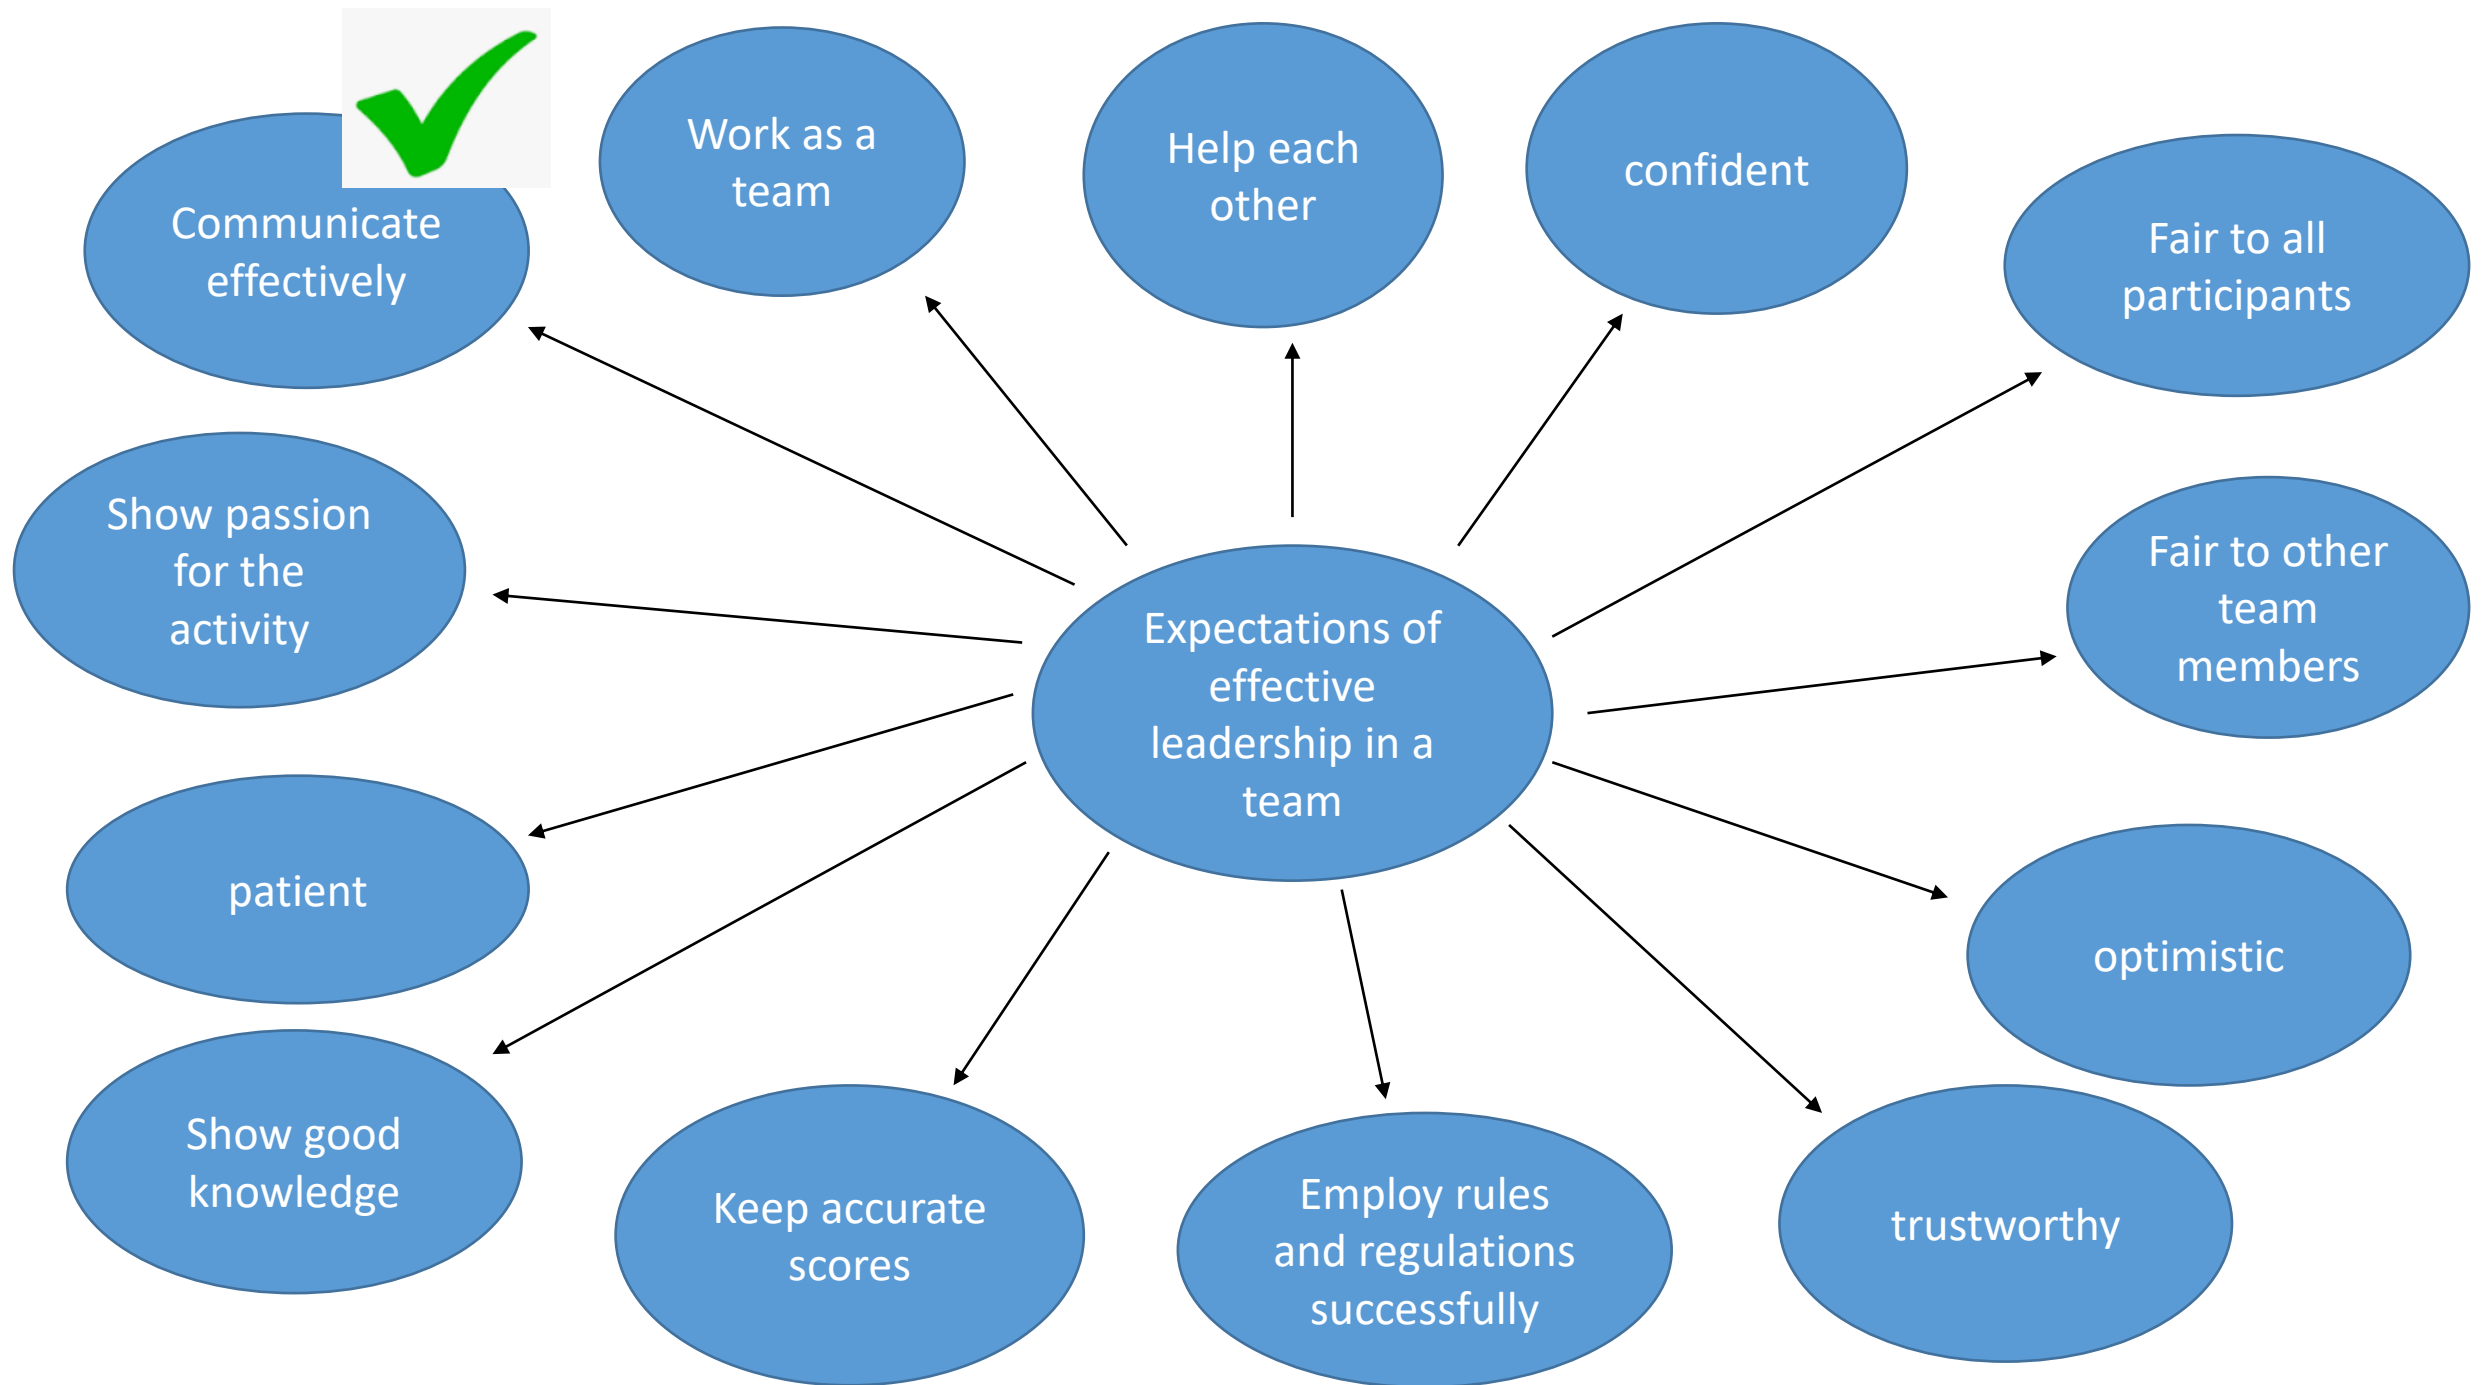 Communicate
effectively
Work as a
team
Help each
other
confident
Fair to all
participants
Show passion
for the
activity
Expectations of
effective
leadership in a
team
Fair to other
team
members
patient
optimistic
Show good
knowledge
Keep accurate
scores
Employ rules
and regulations
successfully
trustworthy